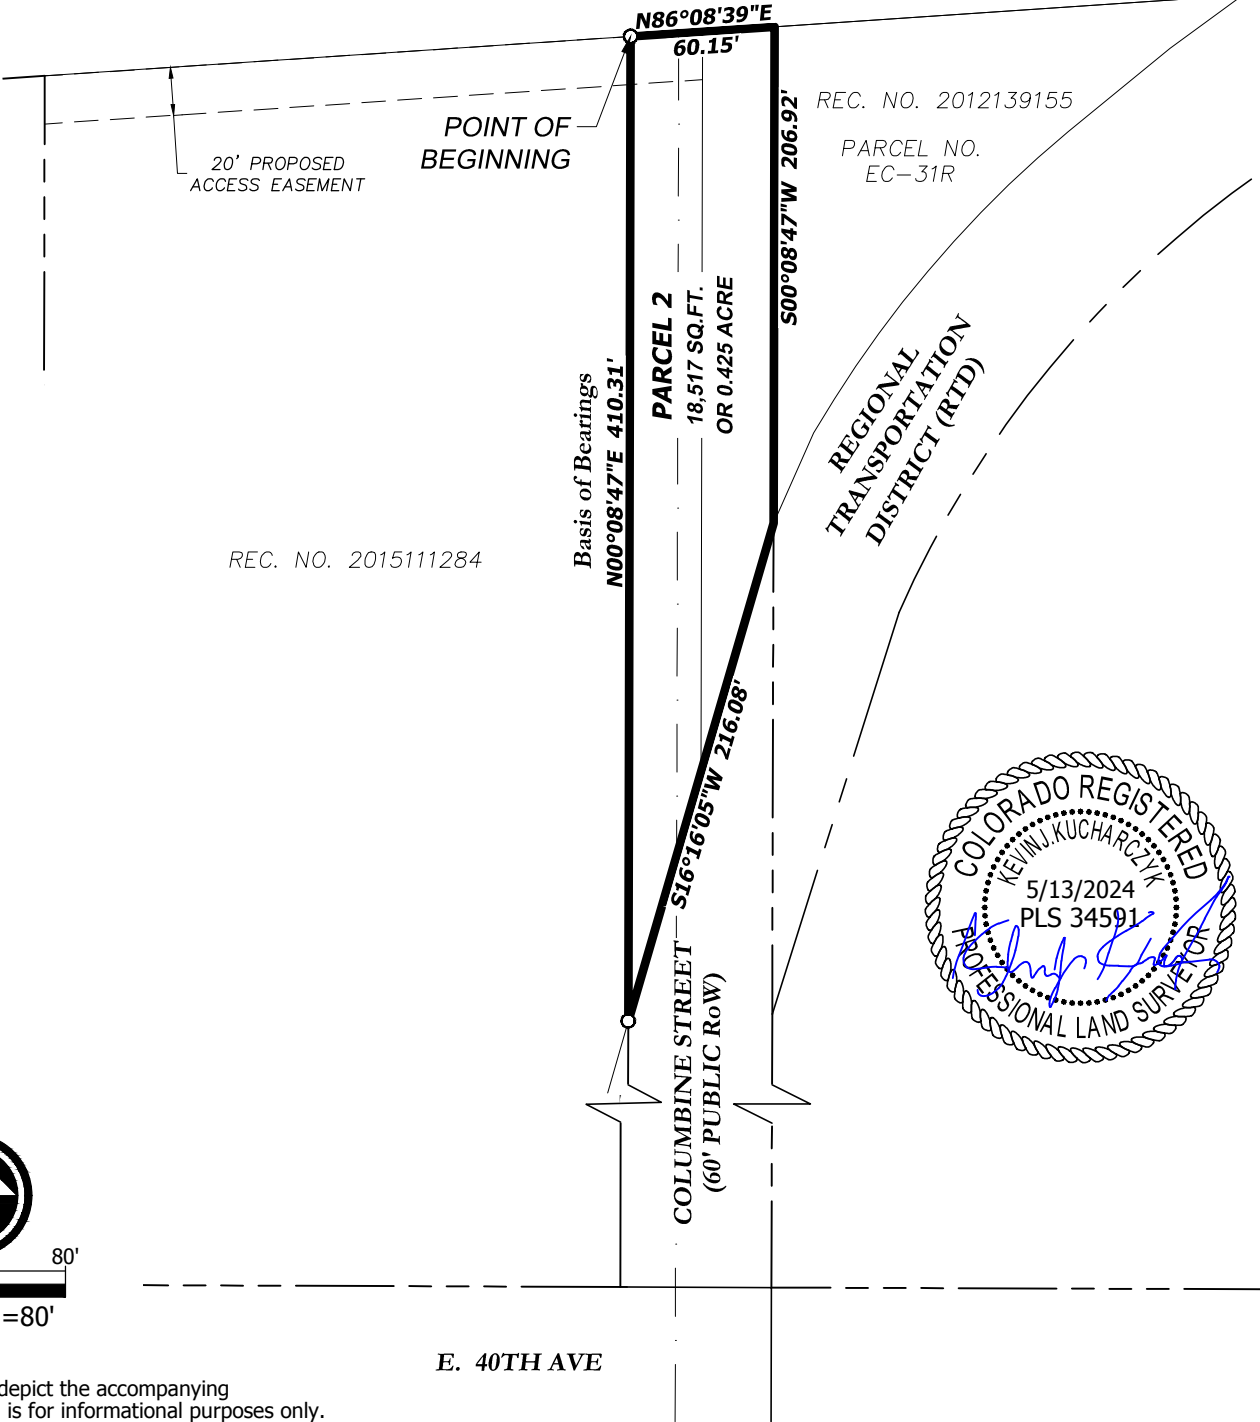 N86°08'39"E
60.15'
POINT OF
BEGINNING
20' PROPOSED
ACCESS EASEMENT
REC. NO. 2012139155
PARCEL NO.
EC-31R
S00°08'47"W 206.92'
PARCEL 2
18,517 SQ.FT.
OR 0.425 ACRE
Basis of Bearings
N00°08'47"E 410.31'
REGIONAL
TRANSPORTATION
DISTRICT (RTD)
REC. NO. 2015111284
S16°16'05"W 216.08'
COLORADO REGISTERED
KEVIN J. KUCHARCZYK
5/13/2024
PLS 34591
PROFESSIONAL LAND SURVEYOR
COLUMBINE STREET
(60' PUBLIC RoW)
80'
=80'
E. 40TH AVE
depict the accompanying
is for informational purposes only.